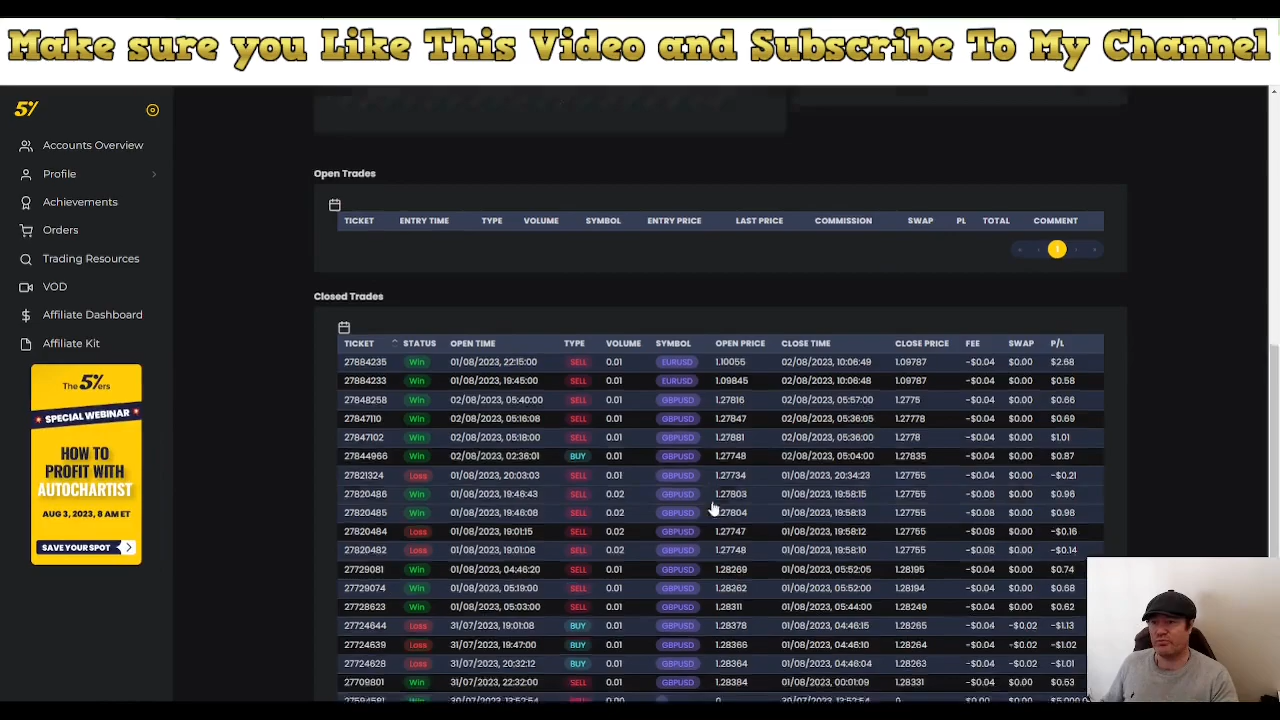 Make sure you Like This Video and Subscribe To My Channel
5%
Accounts Overview
Profile
Achievements
Orders
Trading Resources
VOD
Affiliate Dashboard
Affiliate Kit
The 5%ers
SPECIAL WEBINAR
HOW TO
PROFIT WITH
AUTOCHARTIST
AUG 3, 2023, 8 AM ET
SAVE YOUR SPOT
Open Trades
TICKET ENTRY TIME TYPE VOLUME SYMBOL ENTRY PRICE LAST PRICE COMMISSION SWAP PL TOTAL COMMENT
« ‹ 1 › »
Closed Trades
TICKET STATUS OPEN TIME TYPE VOLUME SYMBOL OPEN PRICE CLOSE TIME CLOSE PRICE FEE SWAP P/L
27884235 Win 01/08/2023, 22:15:00 SELL 0.01 EURUSD 1.10055 02/08/2023, 10:06:49 1.09787 -$0.04 $0.00 $2.68
27884233 Win 01/08/2023, 19:45:00 SELL 0.01 EURUSD 1.09845 02/08/2023, 10:06:48 1.09787 -$0.04 $0.00 $0.58
27848258 Win 02/08/2023, 05:40:00 SELL 0.01 GBPUSD 1.27816 02/08/2023, 05:57:00 1.2775 -$0.04 $0.00 $0.66
27847110 Win 02/08/2023, 05:16:08 SELL 0.01 GBPUSD 1.27847 02/08/2023, 05:36:05 1.27778 -$0.04 $0.00 $0.69
27847102 Win 02/08/2023, 05:18:00 SELL 0.01 GBPUSD 1.27881 02/08/2023, 05:36:00 1.2778 -$0.04 $0.00 $1.01
27844966 Win 02/08/2023, 02:36:01 BUY 0.01 GBPUSD 1.27748 02/08/2023, 05:04:00 1.27835 -$0.04 $0.00 $0.87
27821324 Loss 01/08/2023, 20:03:03 SELL 0.01 GBPUSD 1.27734 01/08/2023, 20:34:23 1.27755 -$0.04 $0.00 -$0.21
27820486 Win 01/08/2023, 19:46:43 SELL 0.02 GBPUSD 1.27803 01/08/2023, 19:58:15 1.27755 -$0.08 $0.00 $0.96
27820485 Win 01/08/2023, 19:46:08 SELL 0.02 GBPUSD 1.27804 01/08/2023, 19:58:13 1.27755 -$0.08 $0.00 $0.98
27820484 Loss 01/08/2023, 19:01:15 SELL 0.02 GBPUSD 1.27747 01/08/2023, 19:58:12 1.27755 -$0.08 $0.00 -$0.16
27820482 Loss 01/08/2023, 19:01:08 SELL 0.02 GBPUSD 1.27748 01/08/2023, 19:58:10 1.27755 -$0.08 $0.00 -$0.14
27729081 Win 01/08/2023, 04:46:20 SELL 0.01 GBPUSD 1.28269 01/08/2023, 05:52:05 1.28195 -$0.04 $0.00 $0.74
27729074 Win 01/08/2023, 05:19:00 SELL 0.01 GBPUSD 1.28262 01/08/2023, 05:52:00 1.28195 -$0.04 $0.00 $0.68
27728623 Win 01/08/2023, 05:03:00 SELL 0.01 GBPUSD 1.28311 01/08/2023, 05:44:00 1.28249 -$0.04 $0.00 $0.62
27724644 Loss 31/07/2023, 19:01:08 BUY 0.01 GBPUSD 1.28378 01/08/2023, 04:46:15 1.28265 -$0.04 -$0.02 -$1.13
27724639 Loss 31/07/2023, 19:47:00 BUY 0.01 GBPUSD 1.28366 01/08/2023, 04:46:10 1.28264 -$0.04 -$0.02 -$1.02
27724628 Loss 31/07/2023, 20:32:12 BUY 0.01 GBPUSD 1.28364 01/08/2023, 04:46:04 1.28263 -$0.04 -$0.02 -$1.01
27709801 Win 31/07/2023, 22:32:00 SELL 0.01 GBPUSD 1.28384 01/08/2023, 00:01:09 1.28331 -$0.04 $0.00 $0.53